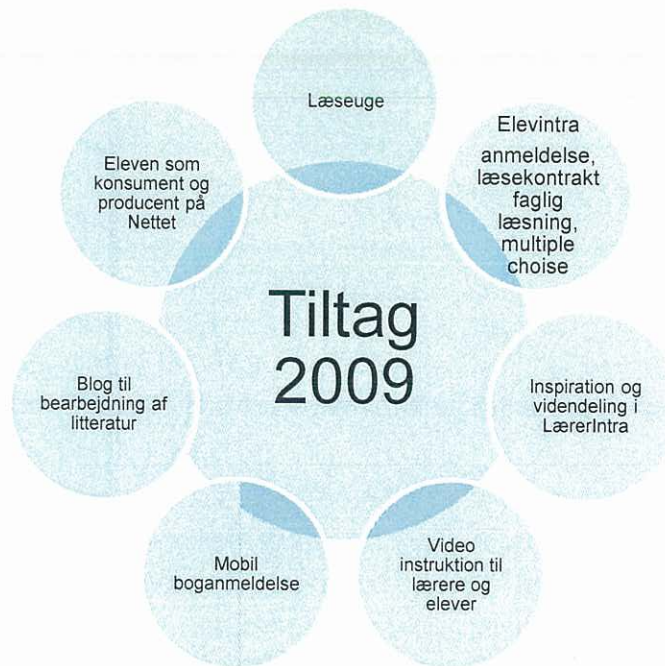 Læseuge
Elevintra
anmeldelse,
læsekontrakt
faglig
læsning,
multiple
choise
Eleven som
konsument og
producent på
Nettet
Tiltag
2009
Blog til
bearbejdning af
litteratur
Inspiration og
videndeling i
LærerIntra
Mobil
boganmeldelse
Video
instruktion til
lærere og
elever